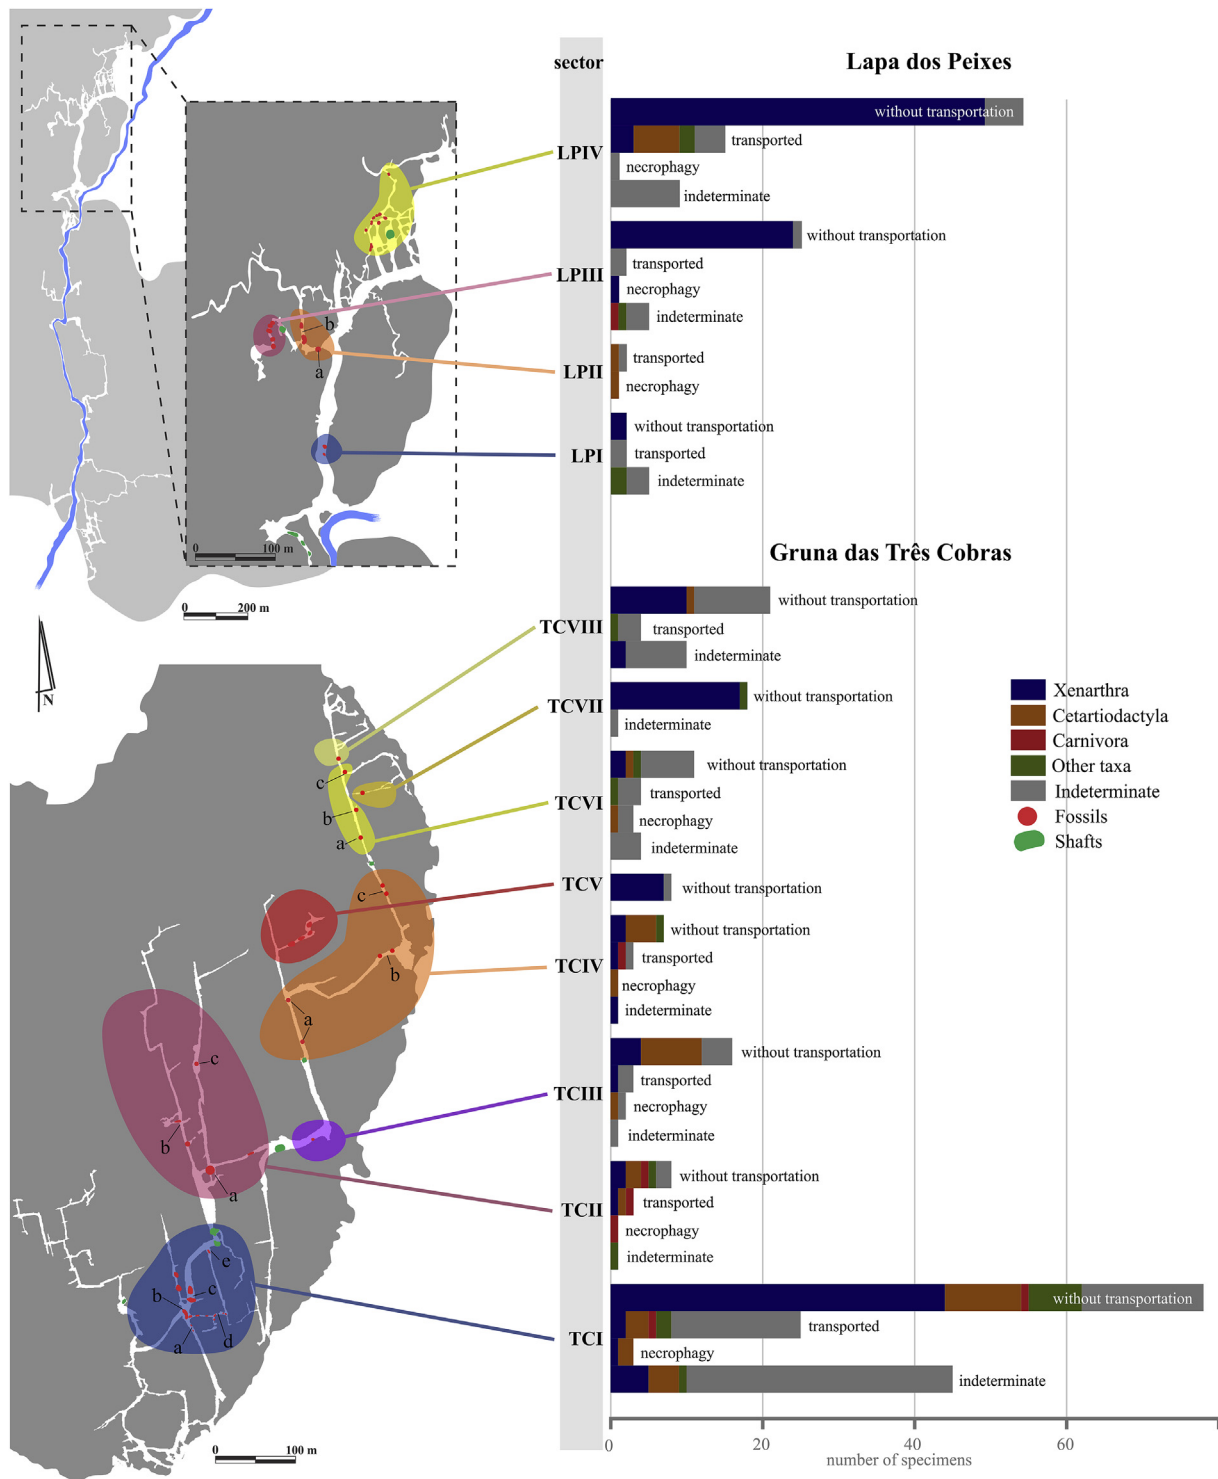 sector
Lapa dos Peixes
LPIV
without transportation
transported
necrophagy
indeterminate
LPIII
without transportation
transported
necrophagy
indeterminate
LPII
transported
necrophagy
LPI
without transportation
transported
indeterminate
b
a
0 100 m
0 200 m
N
Gruna das Três Cobras
TCVIII
without transportation
transported
indeterminate
TCVII
without transportation
indeterminate
TCVI
without transportation
transported
necrophagy
indeterminate
TCV
without transportation
TCIV
without transportation
transported
necrophagy
indeterminate
TCIII
without transportation
transported
necrophagy
indeterminate
TCII
without transportation
transported
necrophagy
indeterminate
TCI
without transportation
transported
necrophagy
indeterminate
Xenarthra
Cetartiodactyla
Carnivora
Other taxa
Indeterminate
Fossils
Shafts
c
b
a
c
b
a
c
b
a
e
c
b
a
d
0 100 m
0 20 40 60
number of specimens